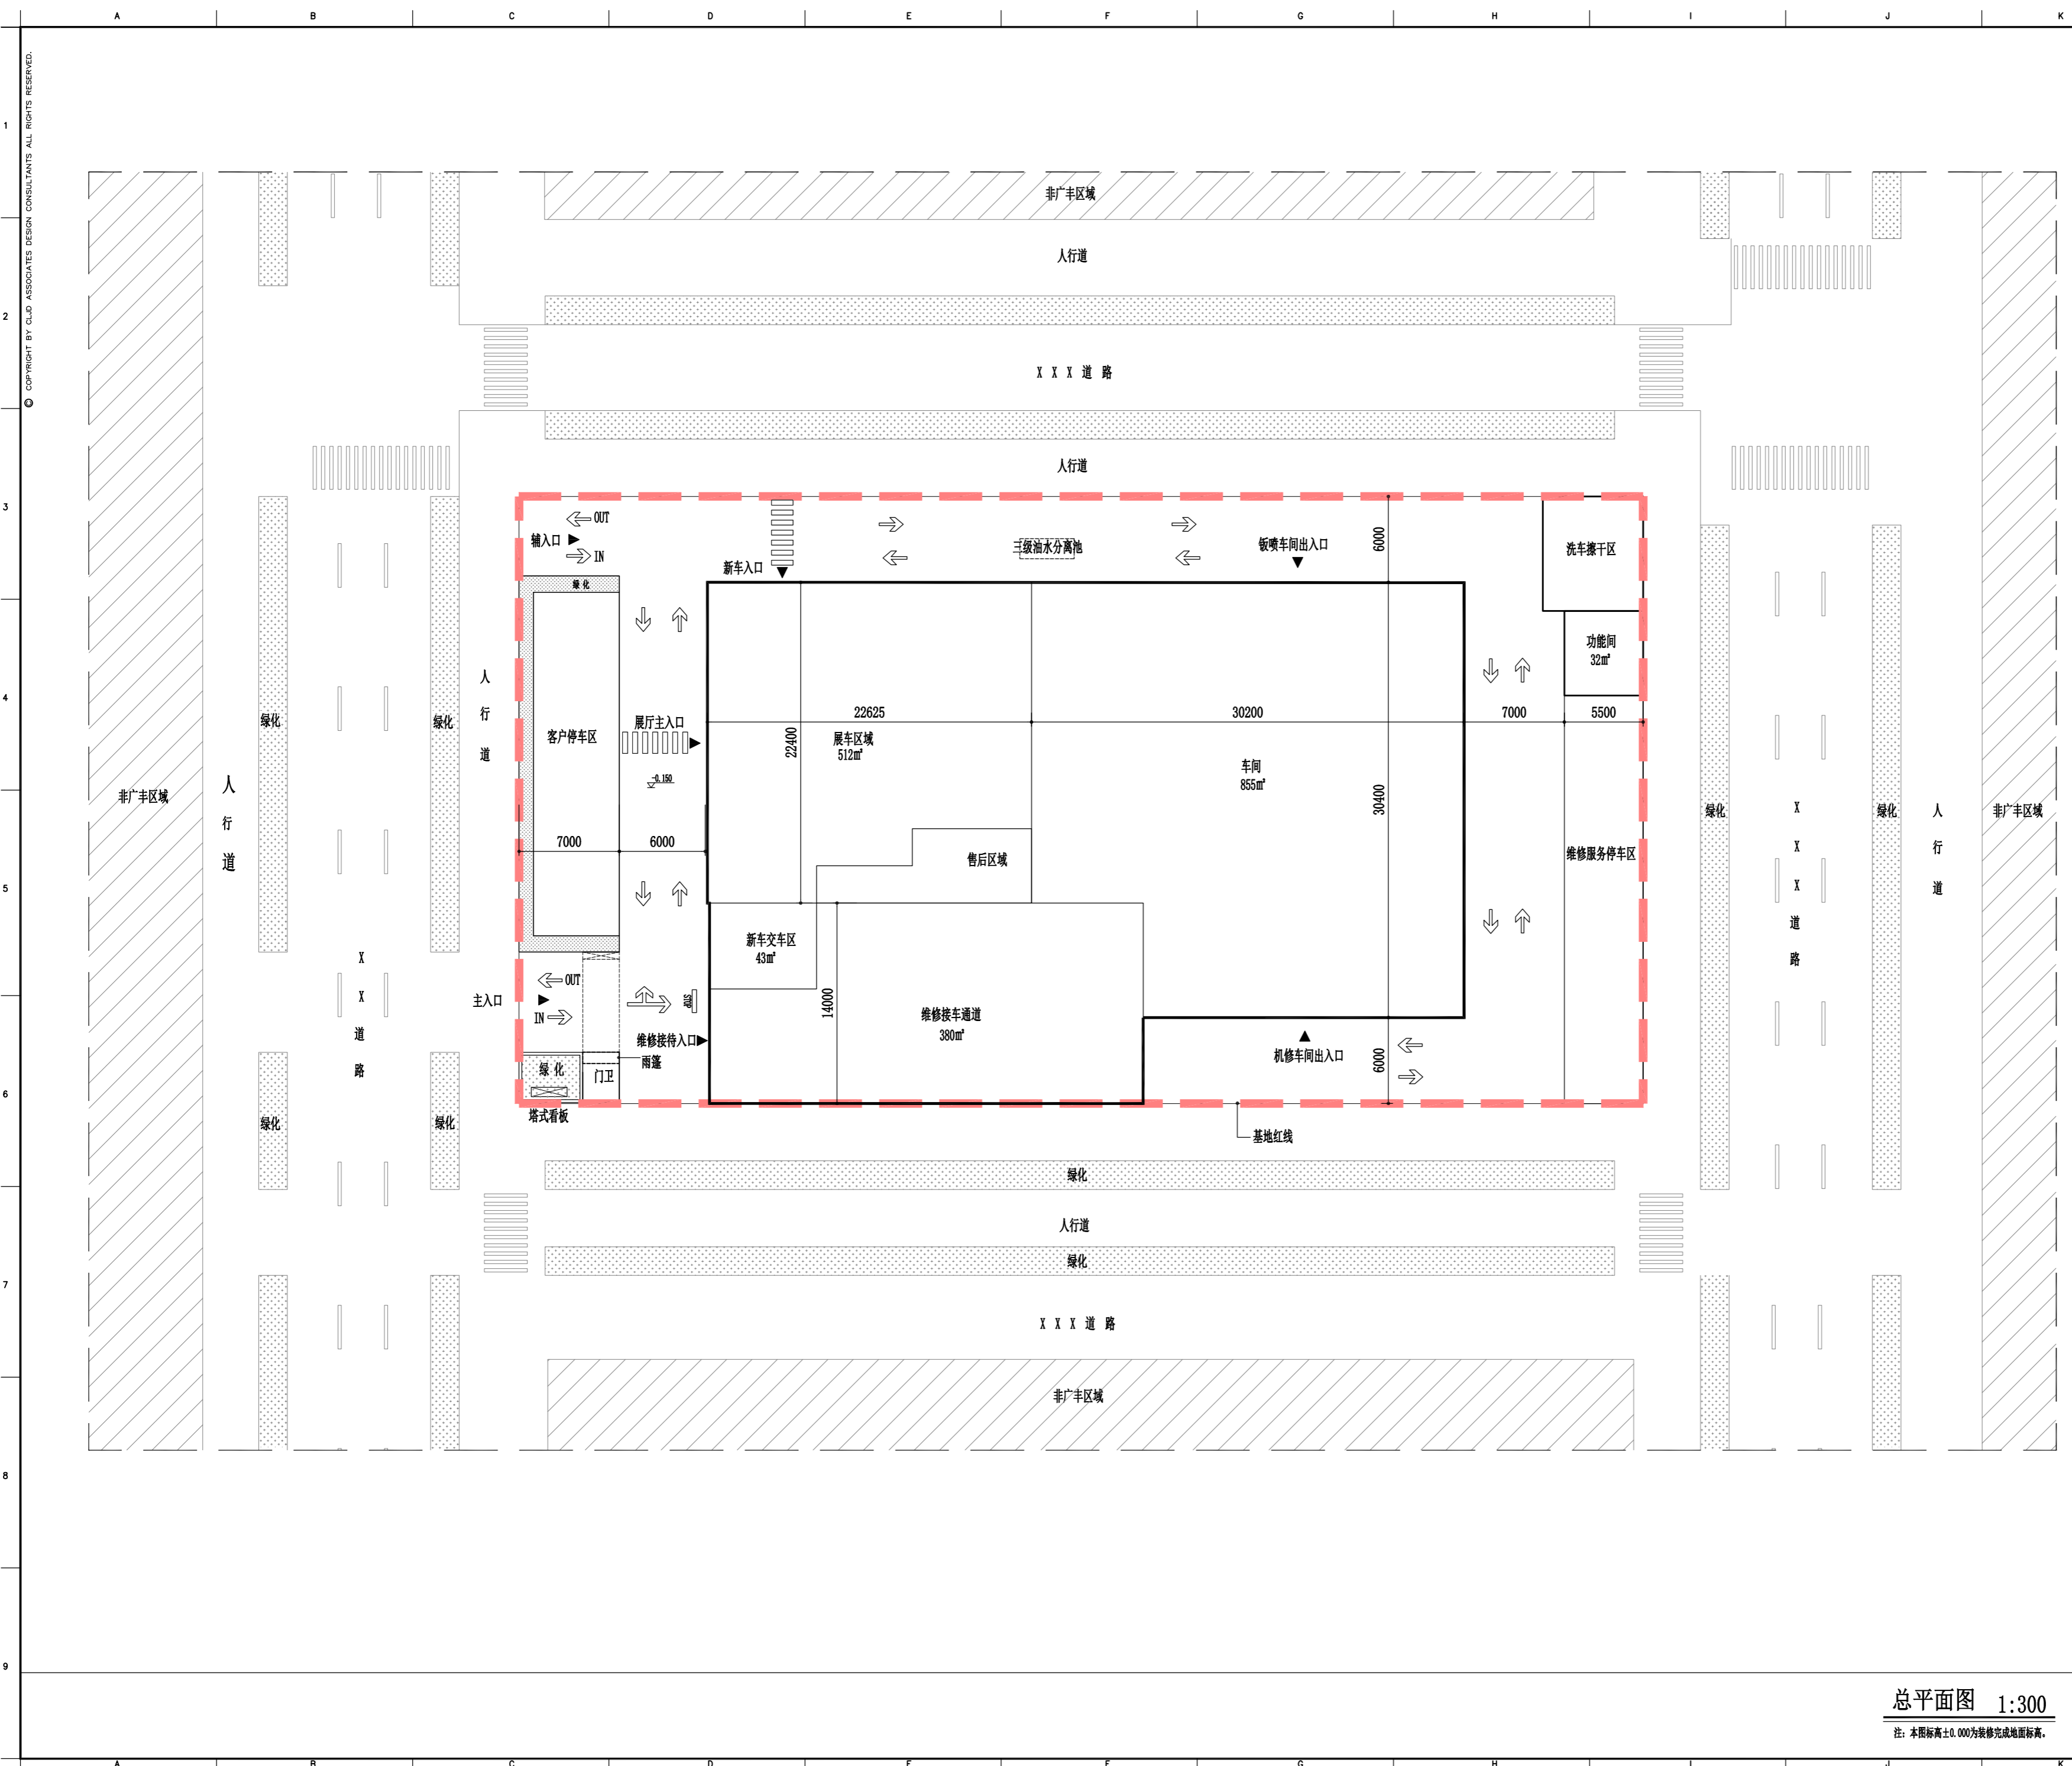 A B C D E F G H I J K
© COPYRIGHT BY CLJD ASSOCIATES DESIGN CONSULTANTS ALL RIGHTS RESERVED.
1
非广丰区域
人行道
2
X X X 道 路
人行道
3
OUT
辅入口
IN
新车入口
三级油水分离池
钣喷车间出入口
6000
洗车擦干区
绿 化
功能间
32㎡
4
人行道
绿化
绿化
客户停车区
展厅主入口
22625
30200
7000
5500
22400
展车区域
512㎡
-0.150
车间
855㎡
30400
非广丰区域
人行道
绿化
X X X 道 路
绿化
人行道
非广丰区域
7000
6000
售后区域
维修服务停车区
5
新车交车区
43㎡
X X 道 路
OUT
主入口
IN
STOP
14000
维修接车通道
380㎡
维修接待入口
雨篷
机修车间出入口
6000
6
绿 化
门卫
塔式看板
绿化
绿化
基地红线
绿化
人行道
绿化
7
X X X 道 路
非广丰区域
8
9
总平面图 1:300
注: 本图标高±0.000为装修完成地面标高。
A B C D E F G H I J K